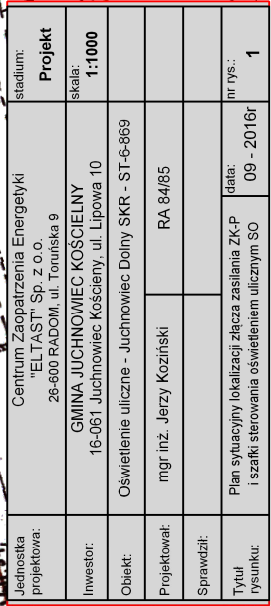 Jednostka
projektowa:
Centrum Zaopatrzenia Energetyki
"ELTAST" Sp. z o.o.
26-600 RADOM, ul. Toruńska 9
stadium:
Projekt
Inwestor:
GMINA JUCHNOWIEC KOŚCIELNY
16-061 Juchnowiec Kościeny, ul. Lipowa 10
skala:
1:1000
Obiekt:
Oświetlenie uliczne - Juchnowiec Dolny SKR - ST-6-869
Projektował:
mgr inż. Jerzy Koziński
RA 84/85
Sprawdził:
Tytuł
rysunku:
Plan sytuacyjny lokalizacji złącza zasilania ZK-P
i szafki sterowania oświetleniem ulicznym SO
data:
09 - 2016r
nr rys.:
1